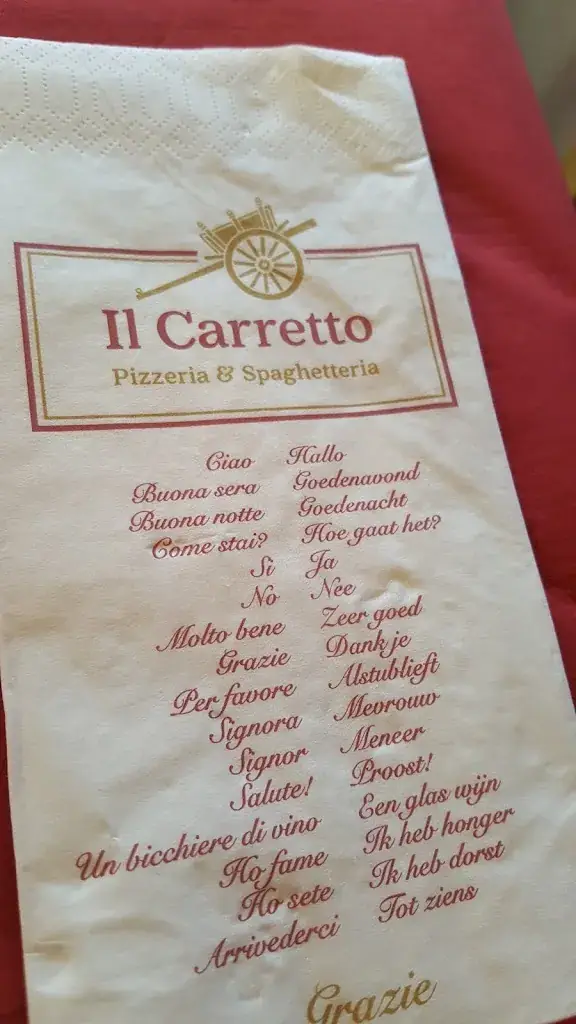 Il Carretto
Pizzeria & Spaghetteria
Ciao Hallo
Buona sera Goedenavond
Buona notte Goedenacht
Come stai? Hoe gaat het?
Si Ja
No Nee
Molto bene Zeer goed
Grazie Dank je
Per favore Alstublieft
Signora Mevrouw
Signor Meneer
Salute! Proost!
Un bicchiere di vino Een glas wijn
Ho fame Ik heb honger
Ho sete Ik heb dorst
Arrivederci Tot ziens
Grazie